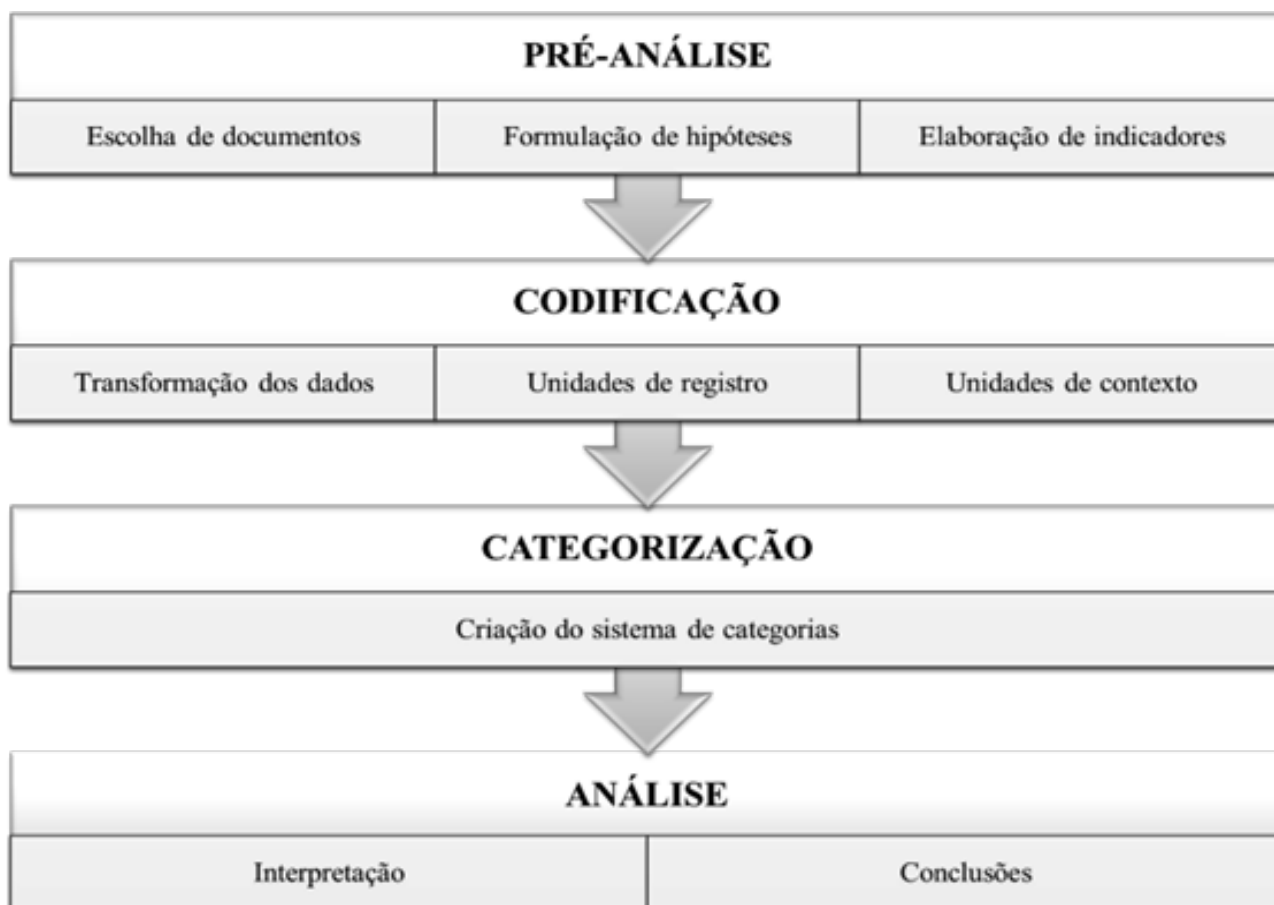 PRÉ-ANÁLISE
Escolha de documentos
Formulação de hipóteses
Elaboração de indicadores
CODIFICAÇÃO
Transformação dos dados
Unidades de registro
Unidades de contexto
CATEGORIZAÇÃO
Criação do sistema de categorias
ANÁLISE
Interpretação
Conclusões